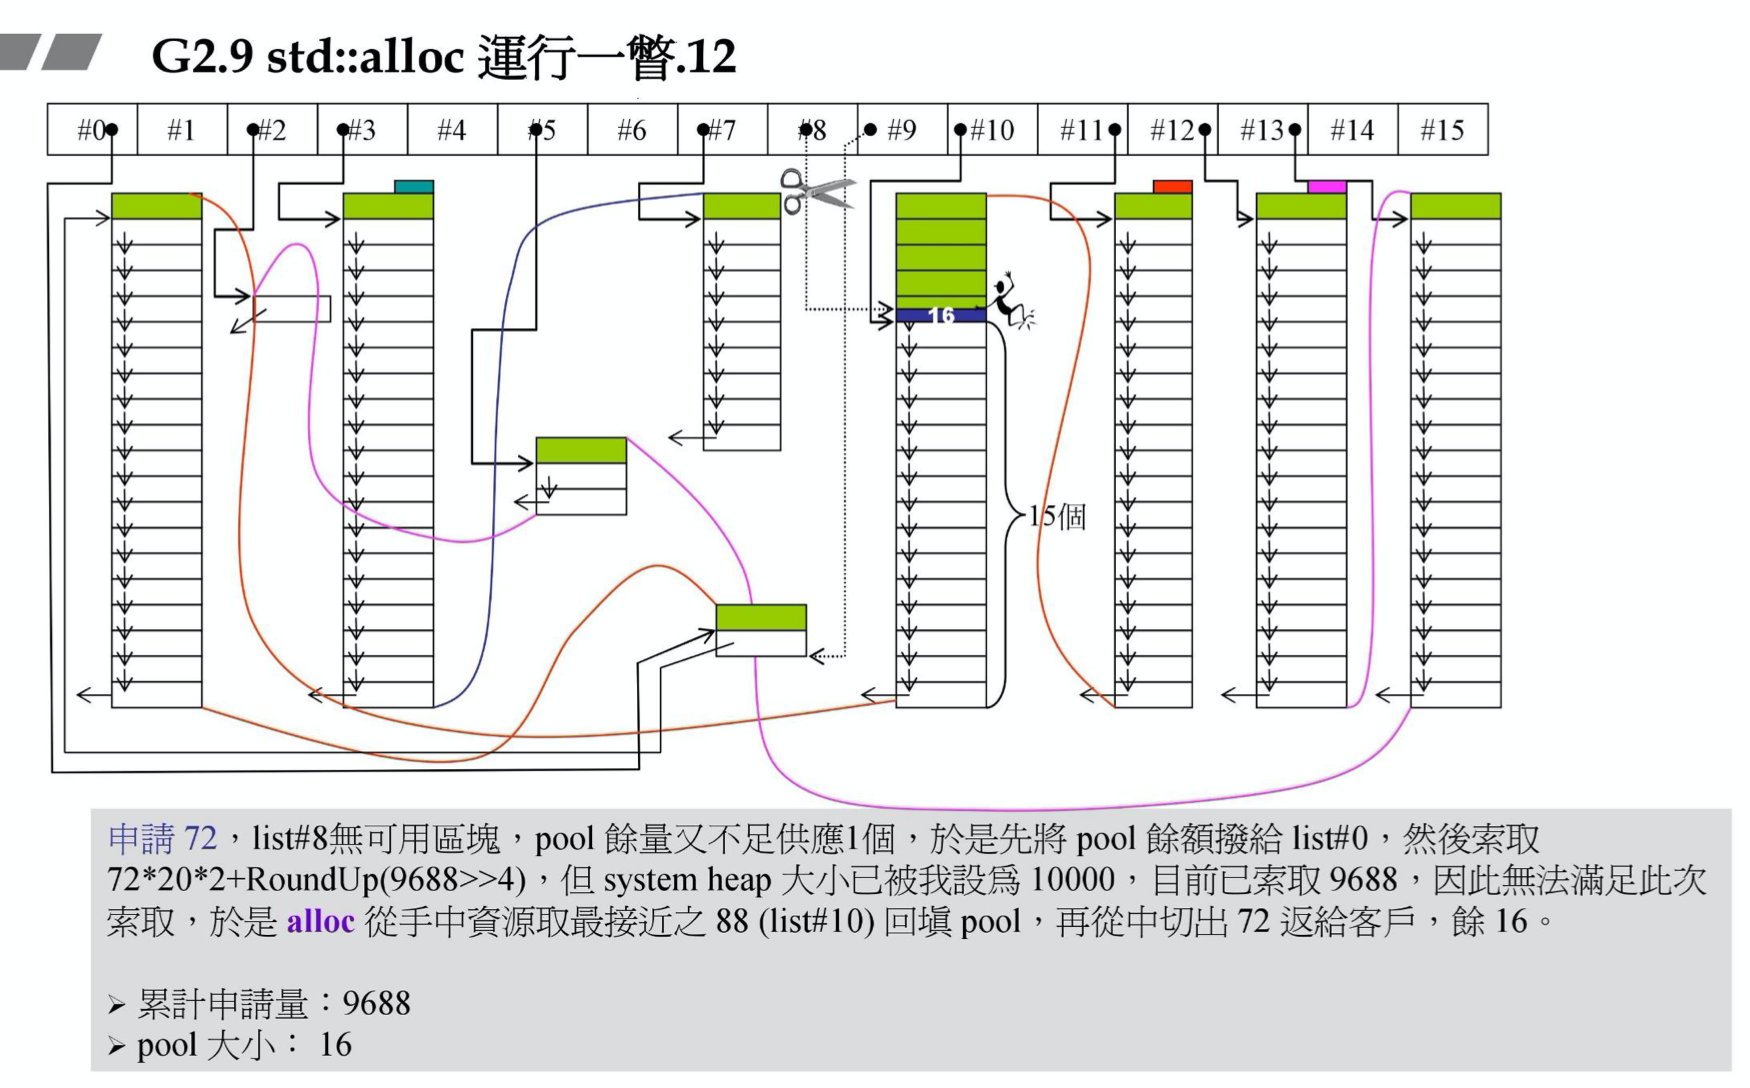 G2.9 std::alloc 運行一瞥.12
#0 #1 #2 #3 #4 #5 #6 #7 #8 #9 #10 #11 #12 #13 #14 #15
16
15個
申請 72，list#8無可用區塊，pool 餘量又不足供應1個，於是先將 pool 餘額撥給 list#0，然後索取
72*20*2+RoundUp(9688>>4)，但 system heap 大小已被我設為 10000，目前已索取 9688，因此無法滿足此次
索取，於是 alloc 從手中資源取最接近之 88 (list#10) 回填 pool，再從中切出 72 返給客戶，餘 16。
➢ 累計申請量：9688
➢ pool 大小： 16